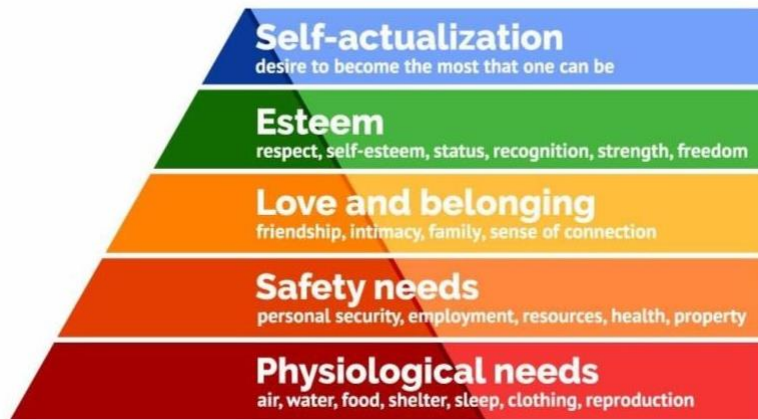 Self-actualization
desire to become the most that one can be
Esteem
respect, self-esteem, status, recognition, strength, freedom
Love and belonging
friendship, intimacy, family, sense of connection
Safety needs
personal security, employment, resources, health, property
Physiological needs
air, water, food, shelter, sleep, clothing, reproduction